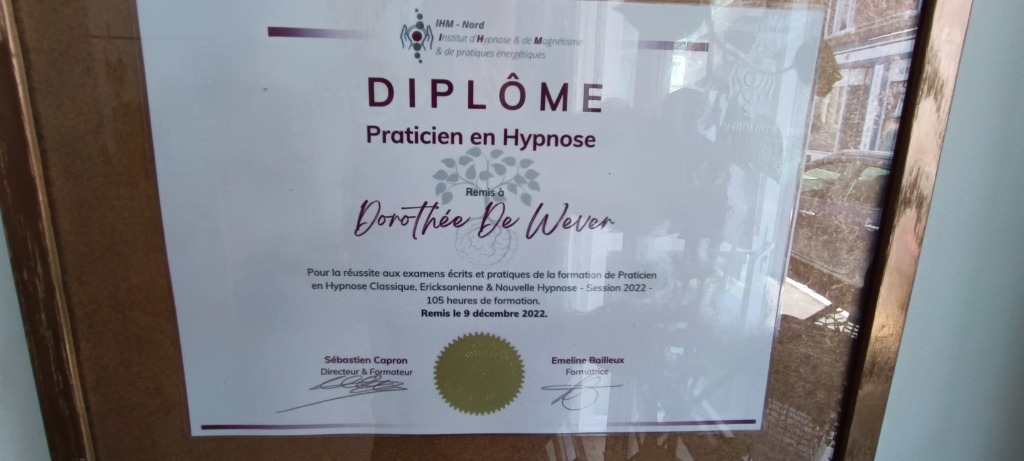 IHM - Nord
Institut d'Hypnose & de Magnétisme
& de pratiques énergétiques
DIPLÔME
Praticien en Hypnose
Remis à
Dorothée De Wever
Pour la réussite aux examens écrits et pratiques de la formation de Praticien
en Hypnose Classique, Ericksonienne & Nouvelle Hypnose - Session 2022 -
105 heures de formation.
Remis le 9 décembre 2022.
Sébastien Capron
Directeur & Formateur
Emeline Bailleux
Formatrice